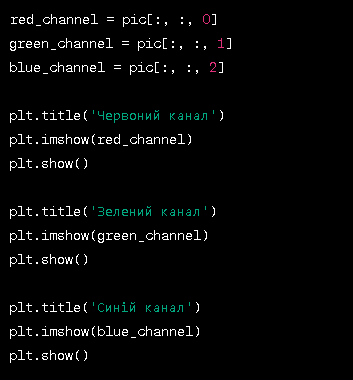 red_channel = pic[:, :, 0]
green_channel = pic[:, :, 1]
blue_channel = pic[:, :, 2]
plt.title('Червоний канал')
plt.imshow(red_channel)
plt.show()
plt.title('Зелений канал')
plt.imshow(green_channel)
plt.show()
plt.title('Синій канал')
plt.imshow(blue_channel)
plt.show()